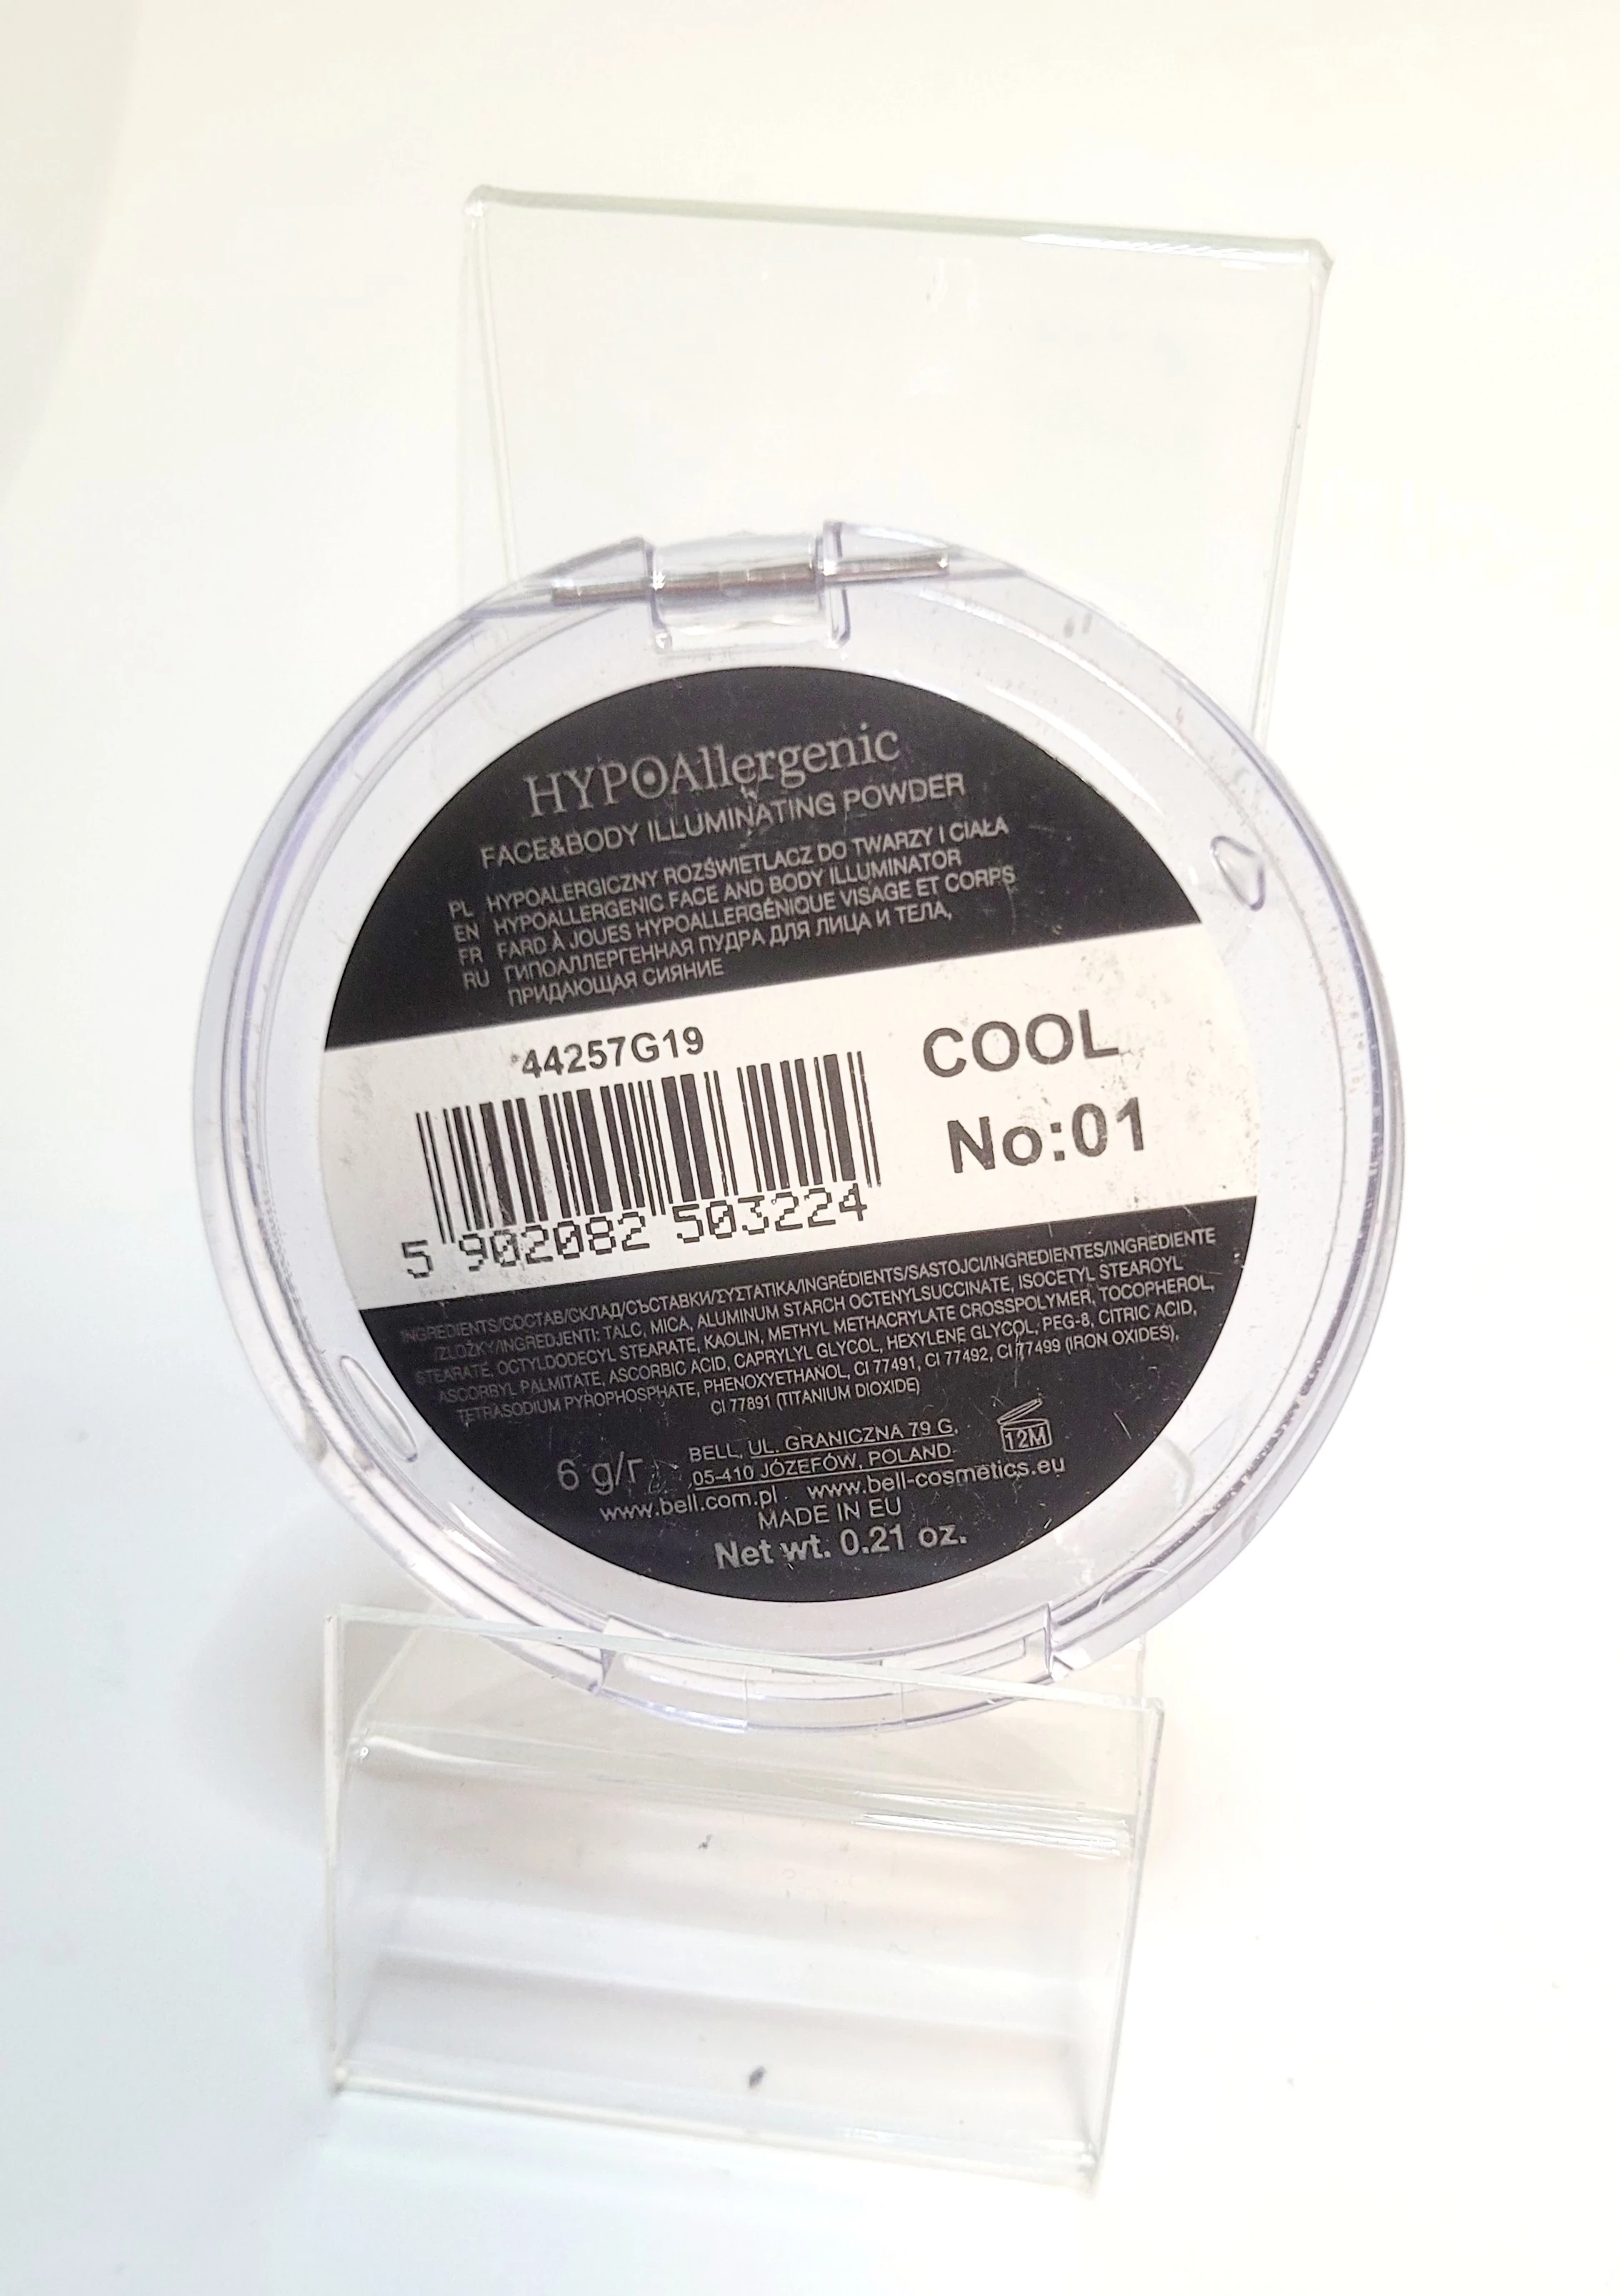 HYPOAllergenic
FACE&BODY ILLUMINATING POWDER
PL HYPOALERGICZNY ROZŚWIETLACZ DO TWARZY I CIAŁA
EN HYPOALLERGENIC FACE AND BODY ILLUMINATOR
FR FARD À JOUES HYPOALLERGÉNIQUE VISAGE ET CORPS
RU ГИПОАЛЛЕРГЕННАЯ ПУДРА ДЛЯ ЛИЦА И ТЕЛА,
ПРИДАЮЩАЯ СИЯНИЕ
44257G19
COOL
No:01
5 902082 503224
INGREDIENTS/СОСТАВ/СКЛАД/СЪСТАВКИ/ΣΥΣΤΑΤΙΚΑ/INGRÉDIENTS/SASTOJCI/INGREDIENTES/INGREDIENTE
/ZLOŽKY/INGREDJENTI: TALC, MICA, ALUMINUM STARCH OCTENYLSUCCINATE, ISOCETYL STEAROYL
STEARATE, OCTYLDODECYL STEARATE, KAOLIN, METHYL METHACRYLATE CROSSPOLYMER, TOCOPHEROL,
ASCORBYL PALMITATE, ASCORBIC ACID, CAPRYLYL GLYCOL, HEXYLENE GLYCOL, PEG-8, CITRIC ACID,
TETRASODIUM PYROPHOSPHATE, PHENOXYETHANOL, CI 77491, CI 77492, CI 77499 (IRON OXIDES),
CI 77891 (TITANIUM DIOXIDE)
6 g/г
BELL, UL. GRANICZNA 79 G,
05-410 JÓZEFÓW, POLAND
12M
www.bell.com.pl www.bell-cosmetics.eu
MADE IN EU
Net wt. 0.21 oz.